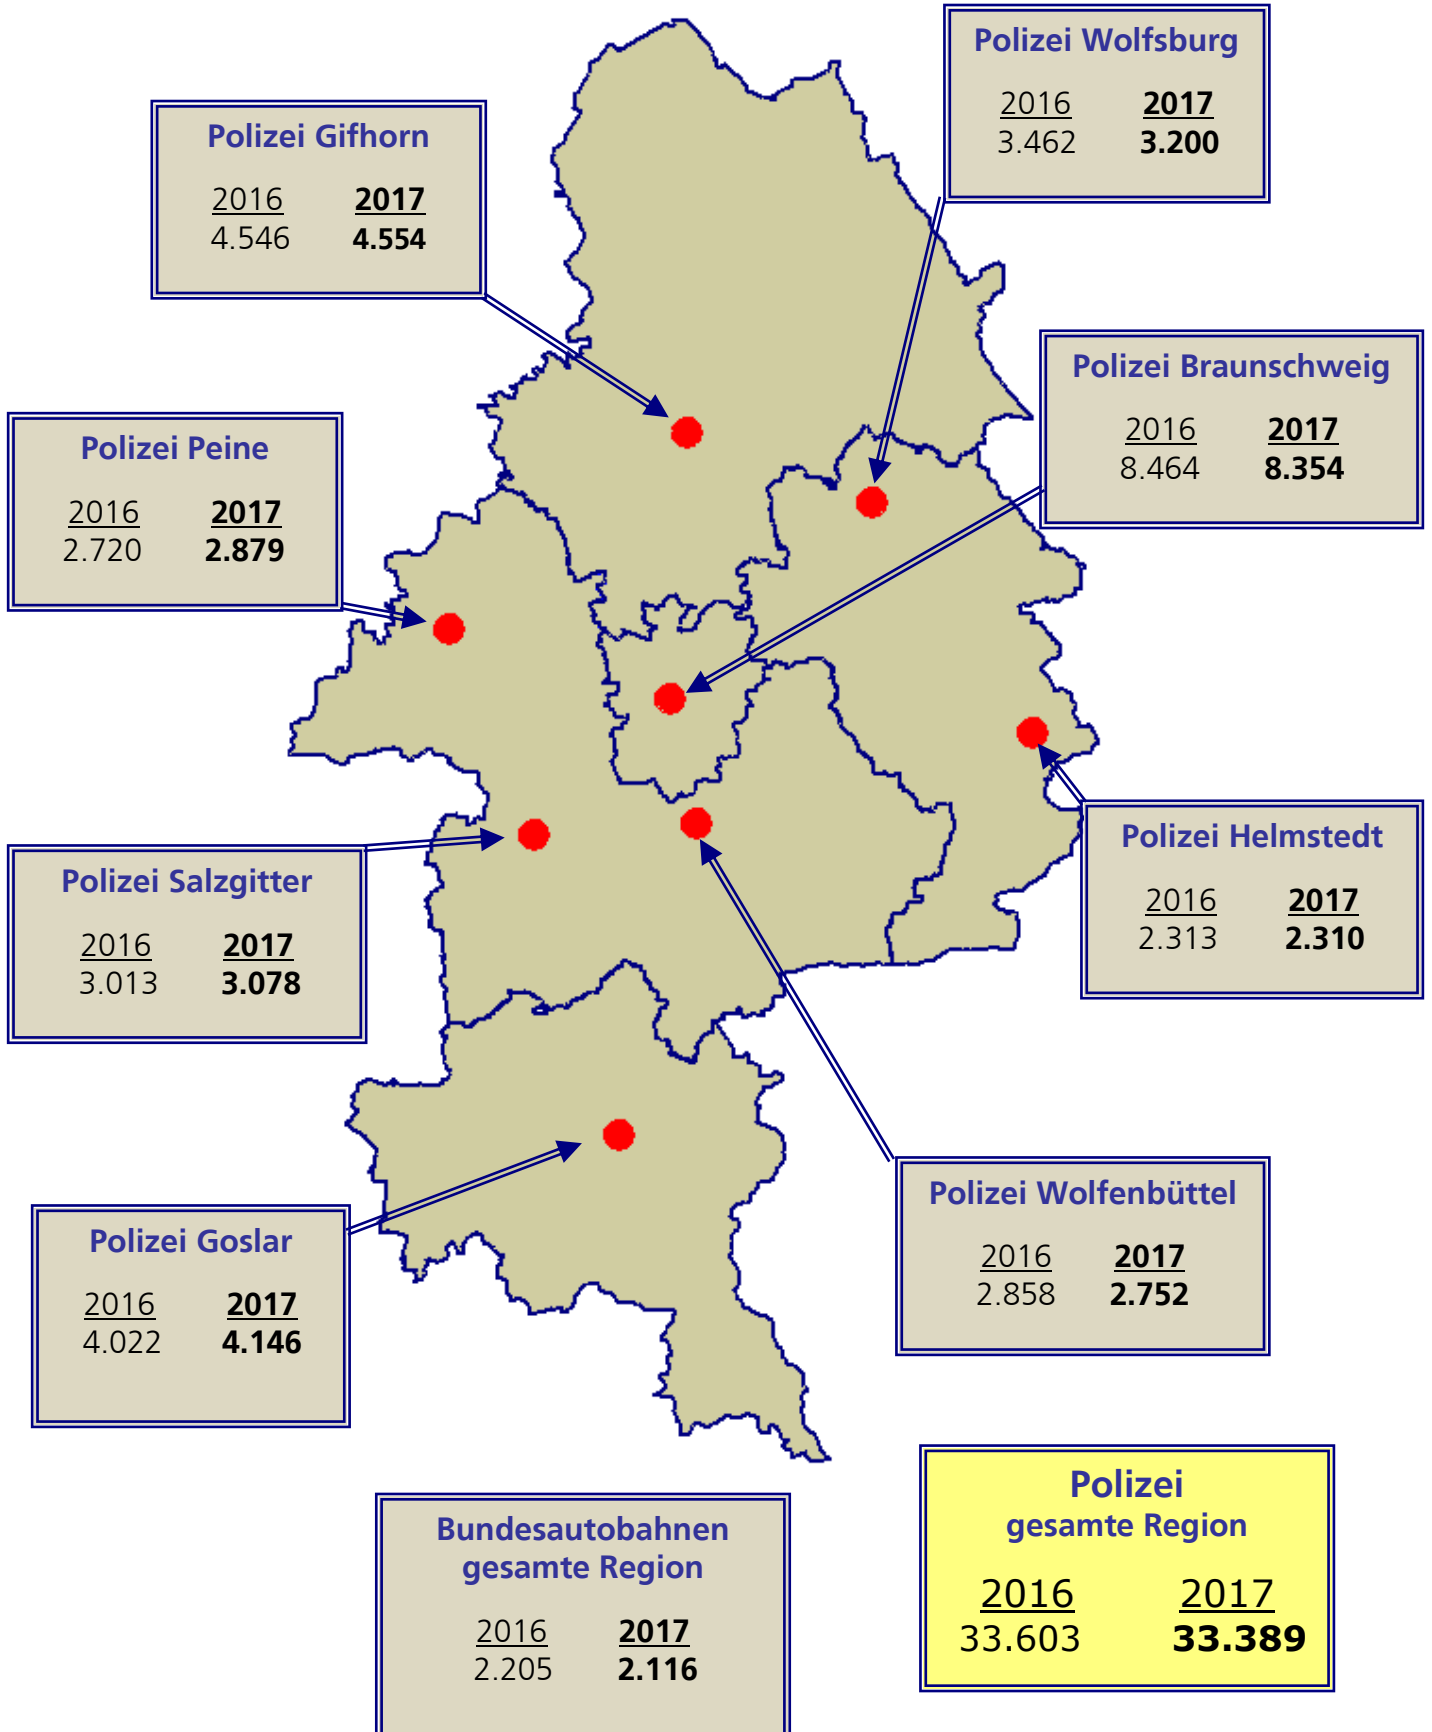 Polizei Wolfsburg
2016 2017
3.462 3.200
Polizei Gifhorn
2016 2017
4.546 4.554
Polizei Braunschweig
2016 2017
8.464 8.354
Polizei Peine
2016 2017
2.720 2.879
Polizei Helmstedt
2016 2017
2.313 2.310
Polizei Salzgitter
2016 2017
3.013 3.078
Polizei Wolfenbüttel
2016 2017
2.858 2.752
Polizei Goslar
2016 2017
4.022 4.146
Bundesautobahnen
gesamte Region
2016 2017
2.205 2.116
Polizei
gesamte Region
2016 2017
33.603 33.389